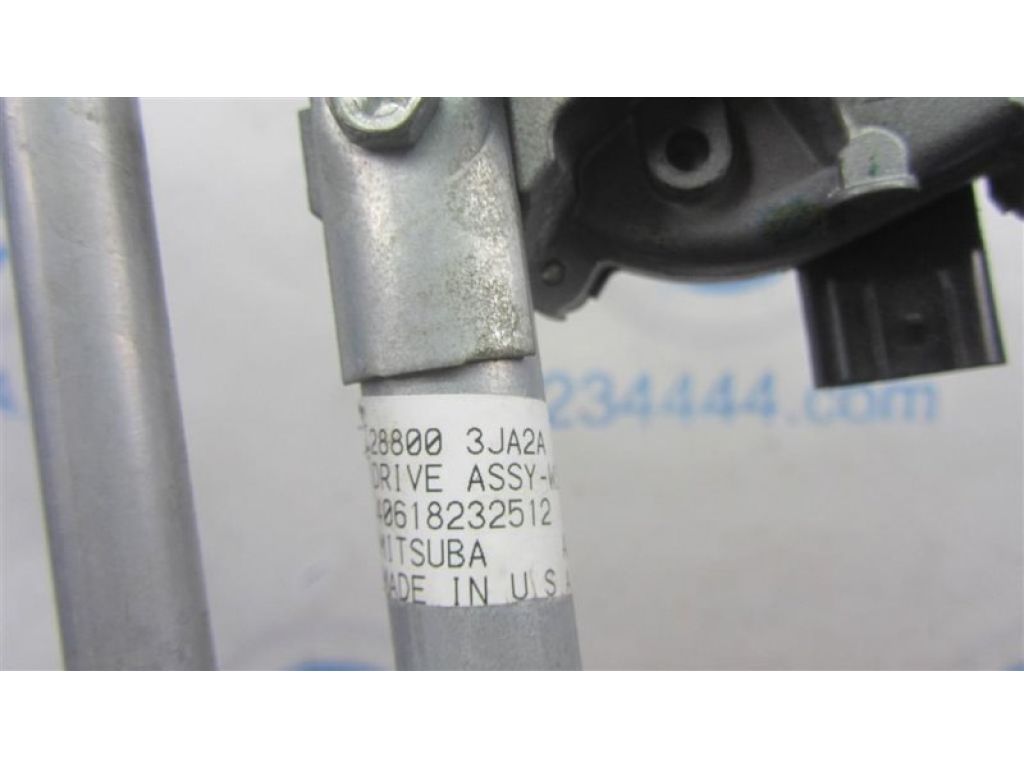 28800 3JA2A
DRIVE ASSY-W
40618232512
MITSUBA
MADE IN U S A
234444.com